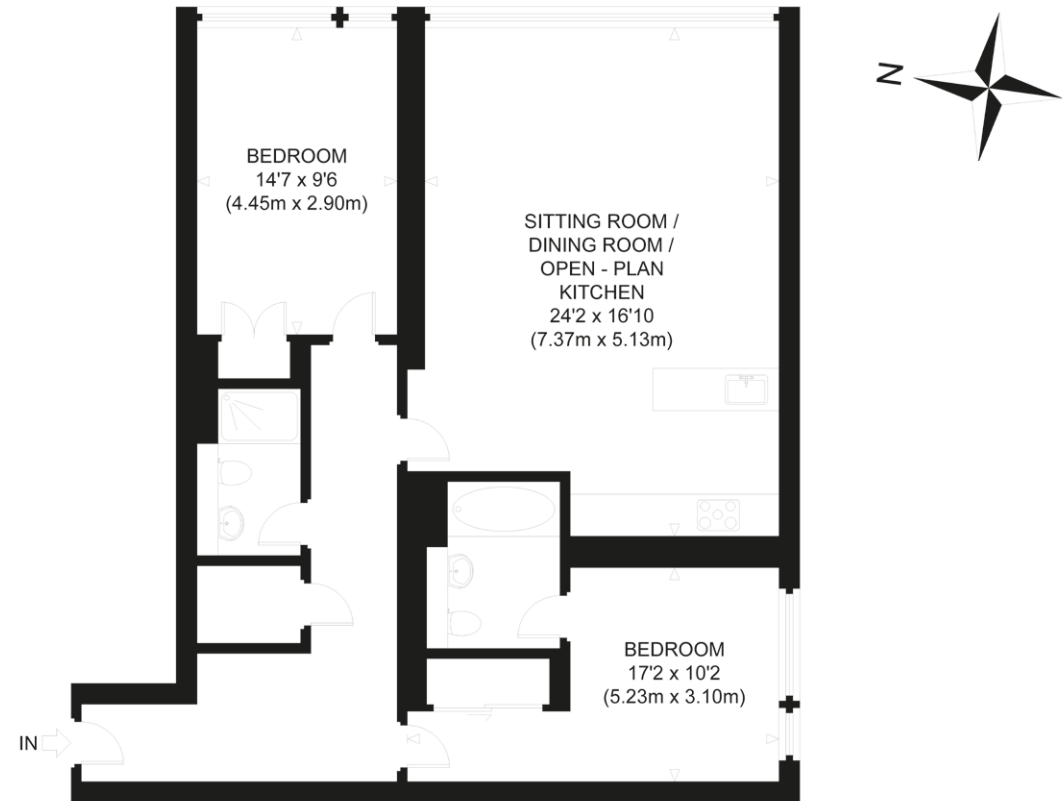 N
BEDROOM
14'7 x 9'6
(4.45m x 2.90m)
SITTING ROOM /
DINING ROOM /
OPEN - PLAN
KITCHEN
24'2 x 16'10
(7.37m x 5.13m)
BEDROOM
17'2 x 10'2
(5.23m x 3.10m)
IN